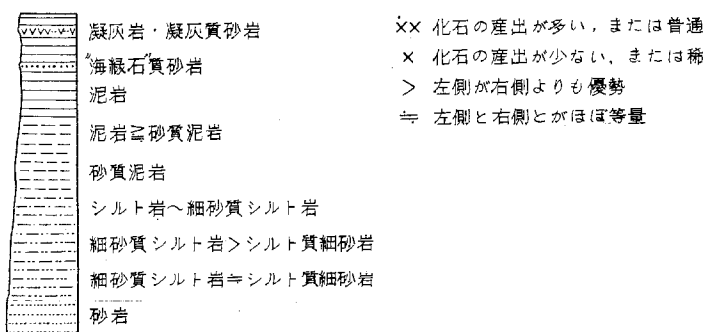 凝灰岩・凝灰質砂岩
"海緑石"質砂岩
泥岩
泥岩≧砂質泥岩
砂質泥岩
シルト岩〜細砂質シルト岩
細砂質シルト岩>シルト質細砂岩
細砂質シルト岩≒シルト質細砂岩
砂岩
×× 化石の産出が多い，または普通
× 化石の産出が少ない，または稀
> 左側が右側よりも優勢
≒ 左側と右側とがほぼ等量